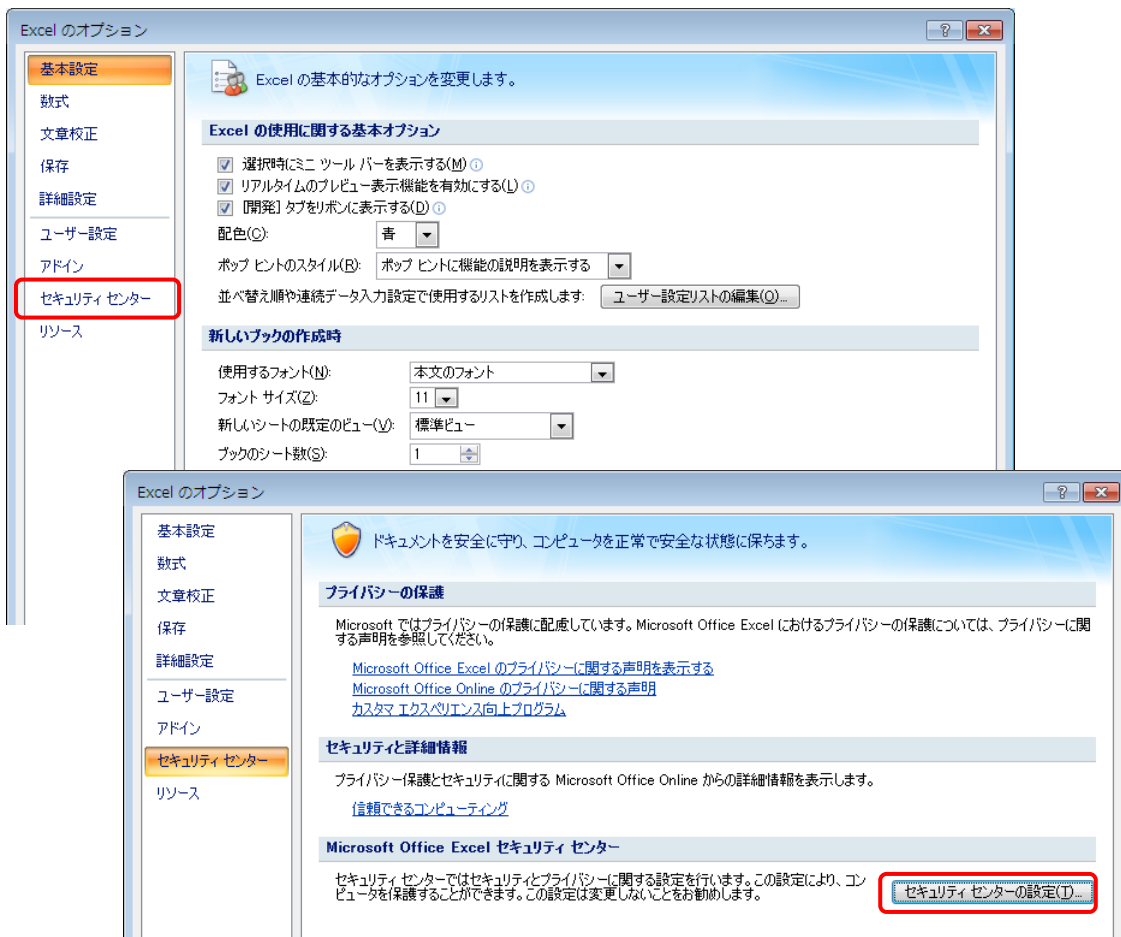 Excel のオプション
基本設定
数式
文章校正
保存
詳細設定
ユーザー設定
アドイン
セキュリティ センター
リソース
Excel の基本的なオプションを変更します。
Excel の使用に関する基本オプション
選択時にミニ ツール バーを表示する(M)
リアルタイムのプレビュー表示機能を有効にする(L)
[開発] タブをリボンに表示する(D)
配色(C): 青
ポップ ヒントのスタイル(R): ポップ ヒントに機能の説明を表示する
並べ替え順や連続データ入力設定で使用するリストを作成します: ユーザー設定リストの編集(O)...
新しいブックの作成時
使用するフォント(N): 本文のフォント
フォント サイズ(Z): 11
新しいシートの既定のビュー(V): 標準ビュー
ブックのシート数(S): 1
Excel のオプション
基本設定
数式
文章校正
保存
詳細設定
ユーザー設定
アドイン
セキュリティ センター
リソース
ドキュメントを安全に守り、コンピュータを正常で安全な状態に保ちます。
プライバシーの保護
Microsoft ではプライバシーの保護に配慮しています。Microsoft Office Excel におけるプライバシーの保護については、プライバシーに関
する声明を参照してください。
Microsoft Office Excel のプライバシーに関する声明を表示する
Microsoft Office Online のプライバシーに関する声明
カスタマ エクスペリエンス向上プログラム
セキュリティと詳細情報
プライバシー保護とセキュリティに関する Microsoft Office Online からの詳細情報を表示します。
信頼できるコンピューティング
Microsoft Office Excel セキュリティ センター
セキュリティ センターではセキュリティとプライバシーに関する設定を行います。この設定により、コン
ピュータを保護することができます。この設定は変更しないことをお勧めします。
セキュリティ センターの設定(T)...